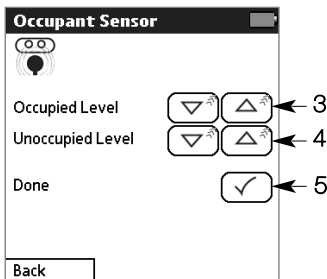 Occupant Sensor
Occupied Level 3
Unoccupied Level 4
Done 5
Back